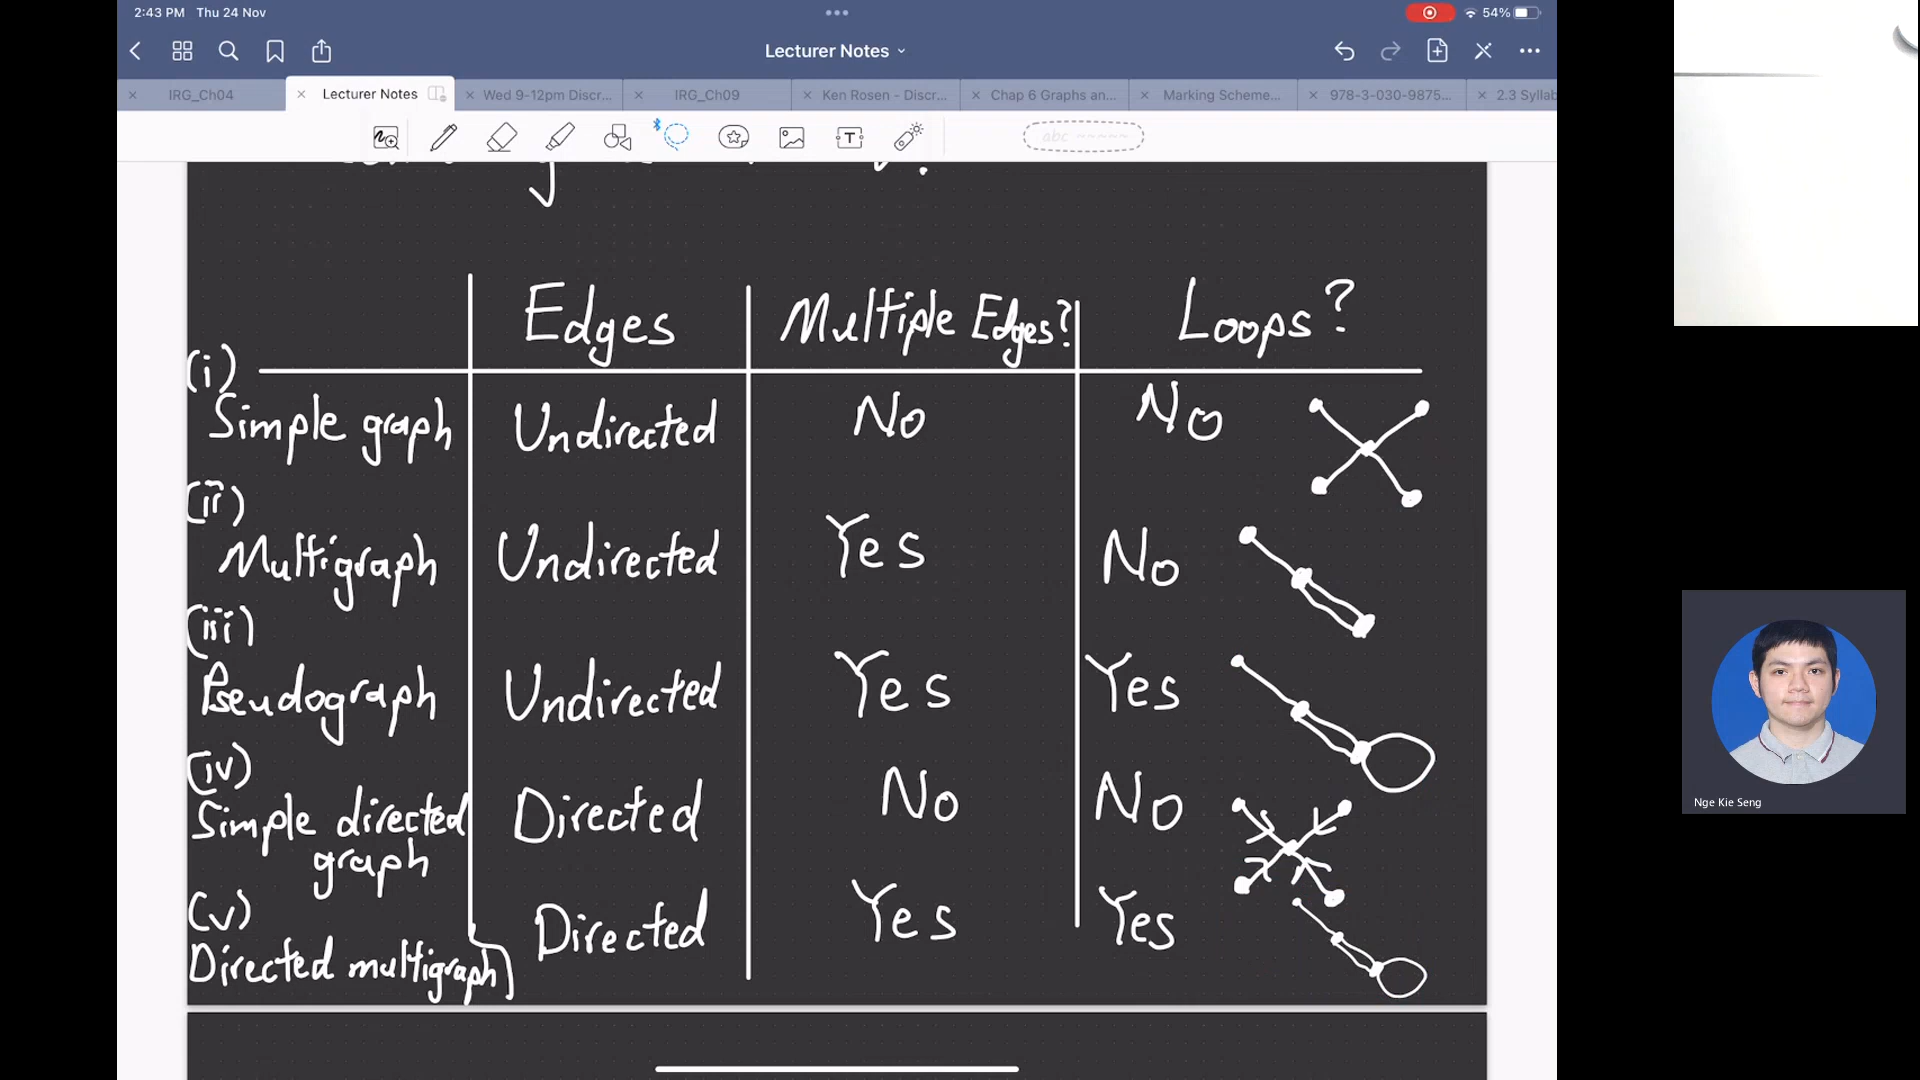 2:43 PM Thu 24 Nov
54%
Lecturer Notes
IRG_Ch04
Lecturer Notes
Wed 9-12pm Discr...
IRG_Ch09
Ken Rosen - Discr...
Chap 6 Graphs an...
Marking Scheme...
978-3-030-9875...
2.3 Syllab
T
abc
Edges Multiple Edges? Loops?
(i)
Simple graph Undirected No No
(ii)
Multigraph Undirected Yes No
(iii)
Pseudograph Undirected Yes Yes
(iv)
Simple directed Directed No No
graph
(v)
Directed multigraph Directed Yes Yes
Nge Kie Seng